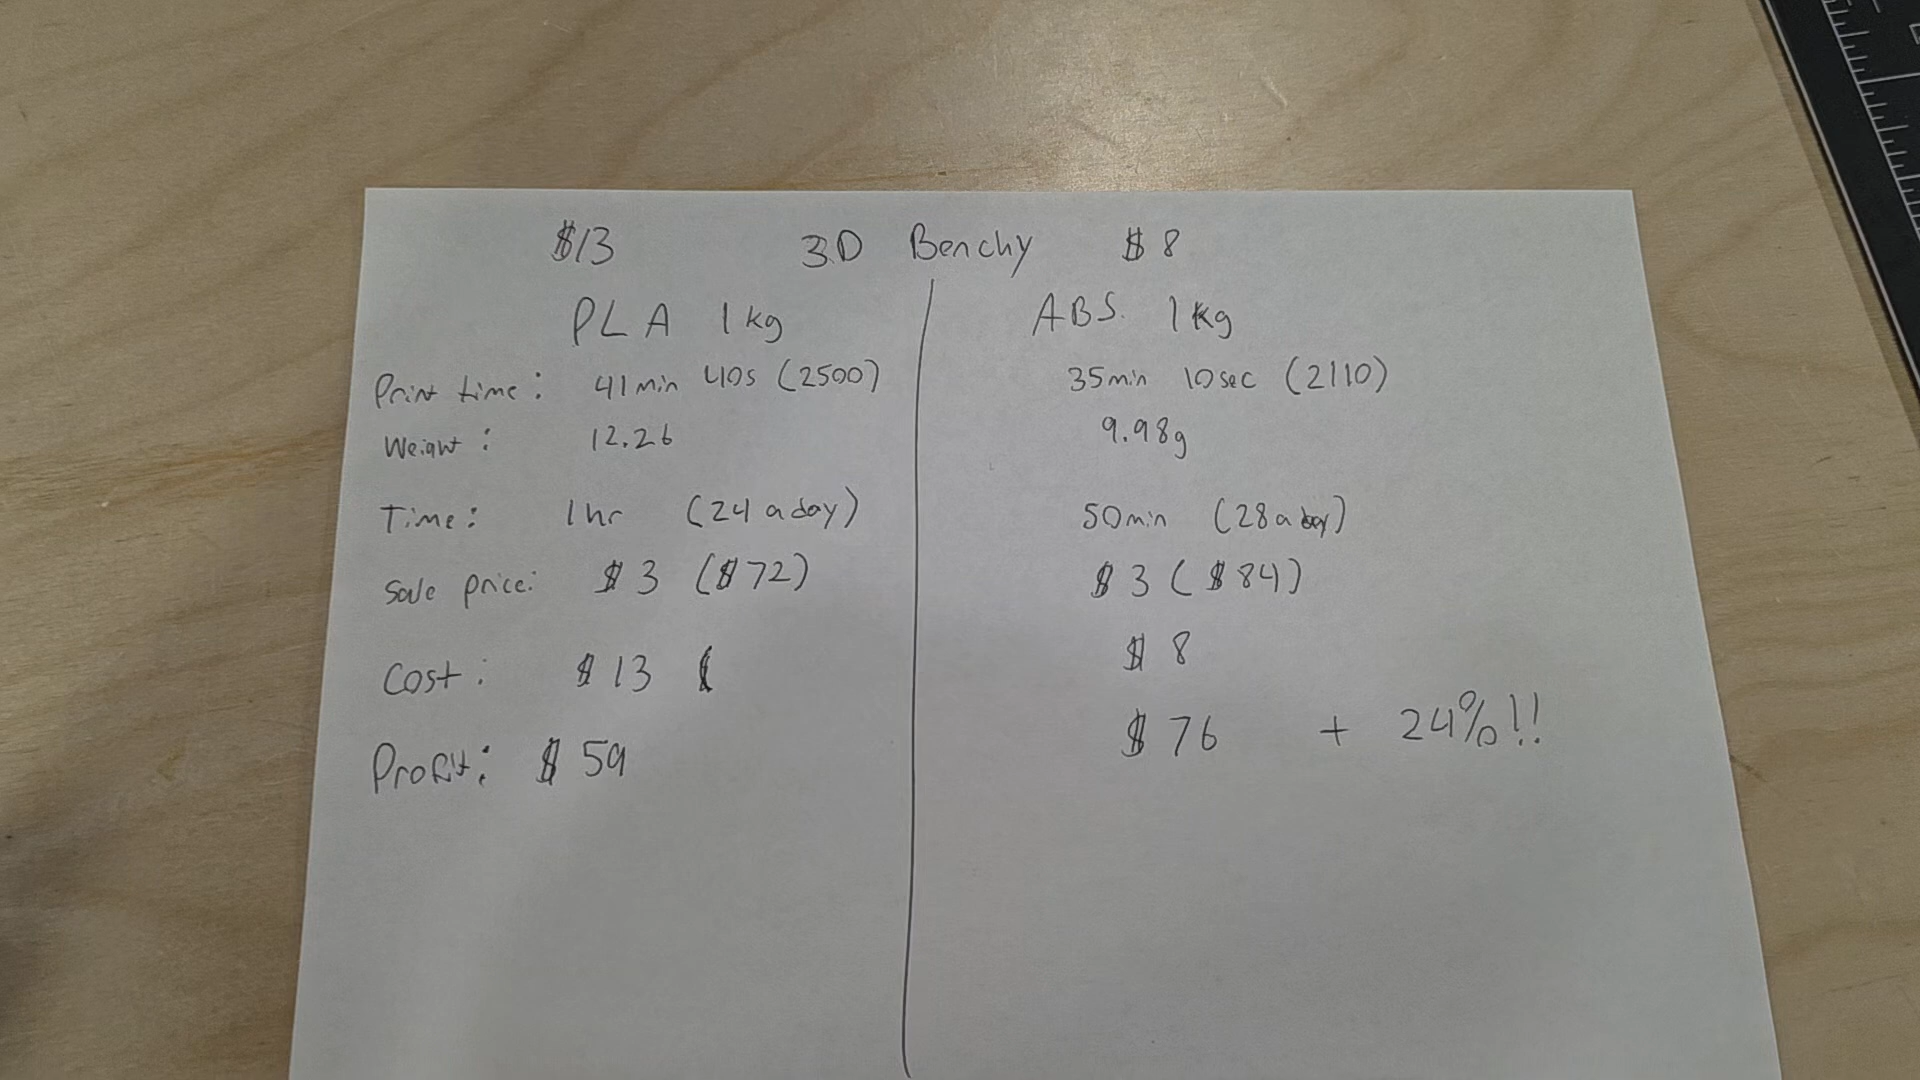 $13 3D Benchy $8
PLA 1kg ABS. 1kg
Print time: 41min 40s (2500) 35min 10sec (2110)
Weight: 12.26 9.98g
Time: 1hr (24 a day) 50min (28 a day)
Sale price: $3 ($72) $3 ($84)
Cost: $13 $8
Profit: $59 $76 + 24%!!